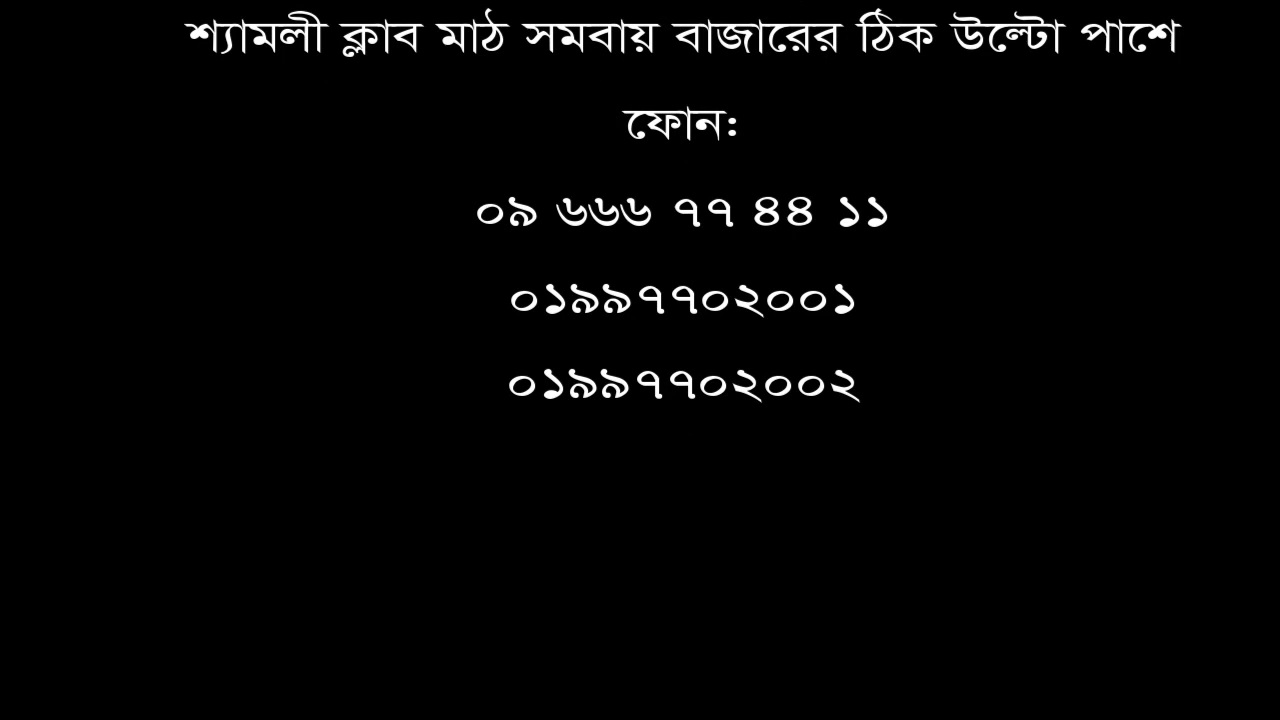 শ্যামলী ক্লাব মাঠ সমবায় বাজারের ঠিক উল্টো পাশে
ফোন:
০৯ ৬৬৬ ৭৭ ৪৪ ১১
০১৯৯৭৭০২০০১
০১৯৯৭৭০২০০২